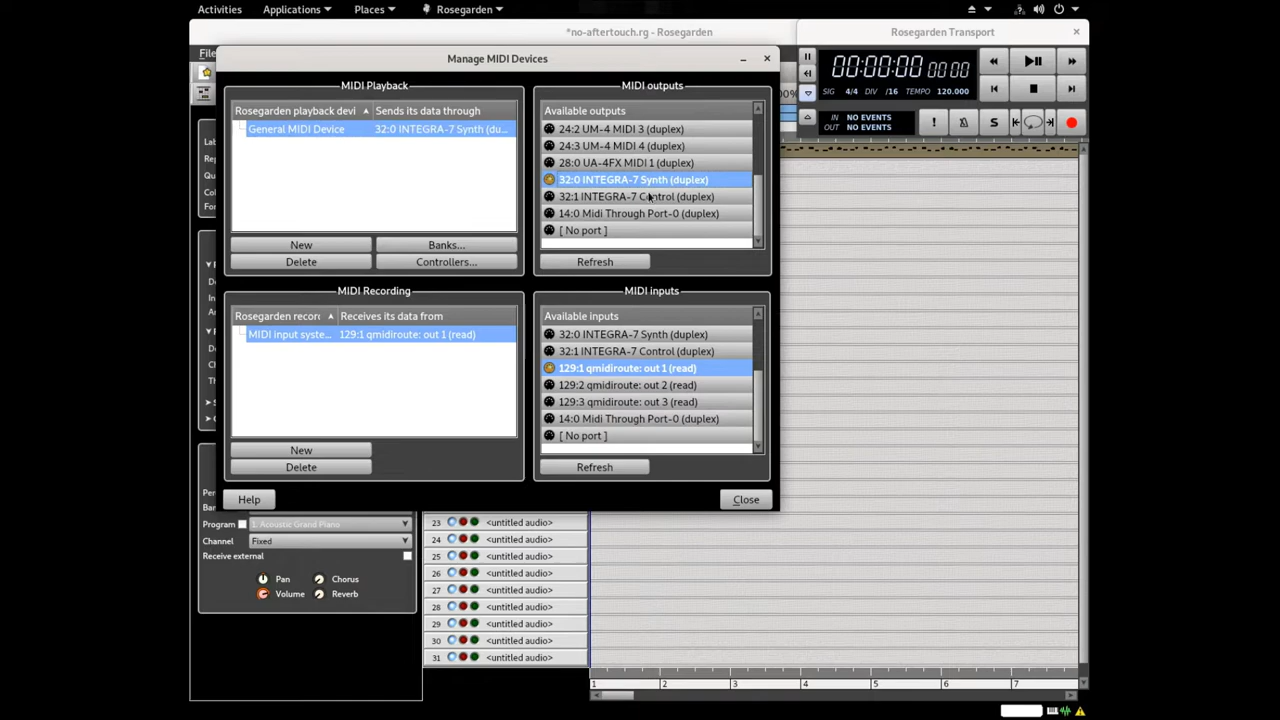 Activities Applications Places Rosegarden
*no-aftertouch.rg - Rosegarden
Rosegarden Transport
File
Manage MIDI Devices
MIDI Playback
MIDI outputs
Rosegarden playback devi
Sends its data through
General MIDI Device
32:0 INTEGRA-7 Synth (du...
Available outputs
24:2 UM-4 MIDI 3 (duplex)
24:3 UM-4 MIDI 4 (duplex)
28:0 UA-4FX MIDI 1 (duplex)
32:0 INTEGRA-7 Synth (duplex)
32:1 INTEGRA-7 Control (duplex)
14:0 Midi Through Port-0 (duplex)
[ No port ]
New
Banks...
Delete
Controllers...
Refresh
MIDI Recording
MIDI inputs
Rosegarden recor
Receives its data from
MIDI input syste...
129:1 qmidiroute: out 1 (read)
Available inputs
32:0 INTEGRA-7 Synth (duplex)
32:1 INTEGRA-7 Control (duplex)
129:1 qmidiroute: out 1 (read)
129:2 qmidiroute: out 2 (read)
129:3 qmidiroute: out 3 (read)
14:0 Midi Through Port-0 (duplex)
[ No port ]
New
Delete
Refresh
Help
Close
00:00:00 00 00
SIG 4/4 DIV /16 TEMPO 120.000
IN NO EVENTS
OUT NO EVENTS
S
00%
Program 1. Acoustic Grand Piano
Channel Fixed
Receive external
Pan Chorus
Volume Reverb
23 <untitled audio>
24 <untitled audio>
25 <untitled audio>
26 <untitled audio>
27 <untitled audio>
28 <untitled audio>
29 <untitled audio>
30 <untitled audio>
31 <untitled audio>
1 2 3 4 5 6 7